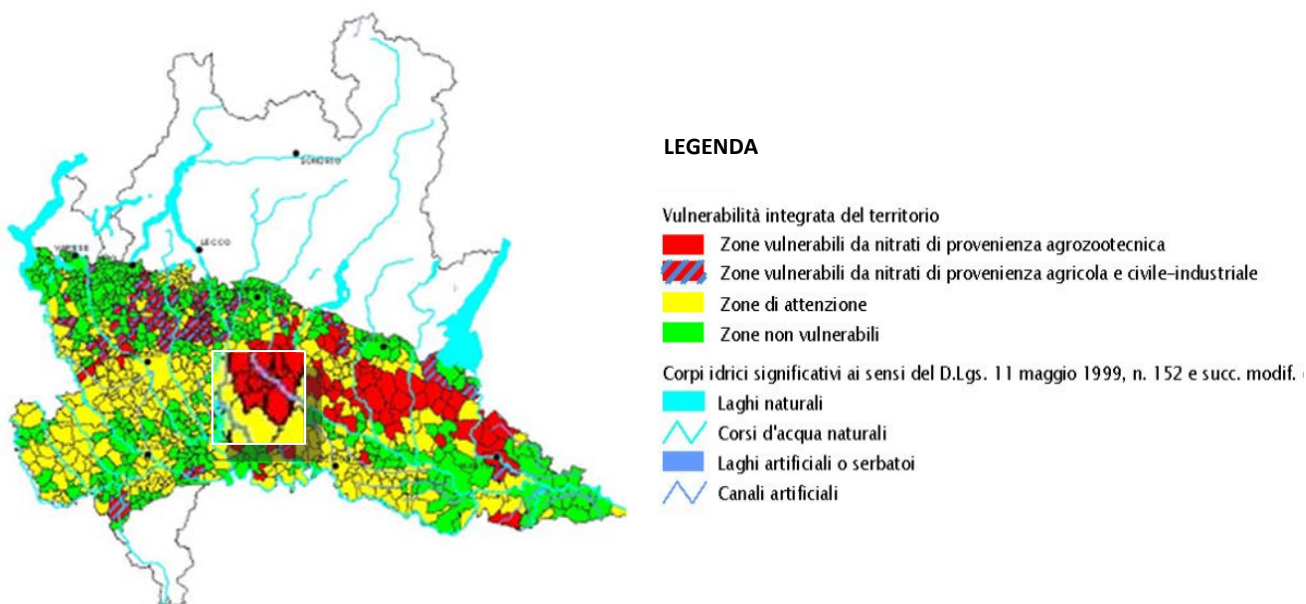 SONDRIO
LECCO
VARESE
LEGENDA
Vulnerabilità integrata del territorio
Zone vulnerabili da nitrati di provenienza agrozootecnica
Zone vulnerabili da nitrati di provenienza agricola e civile-industriale
Zone di attenzione
Zone non vulnerabili
Corpi idrici significativi ai sensi del D.Lgs. 11 maggio 1999, n. 152 e succ. modif.
Laghi naturali
Corsi d'acqua naturali
Laghi artificiali o serbatoi
Canali artificiali